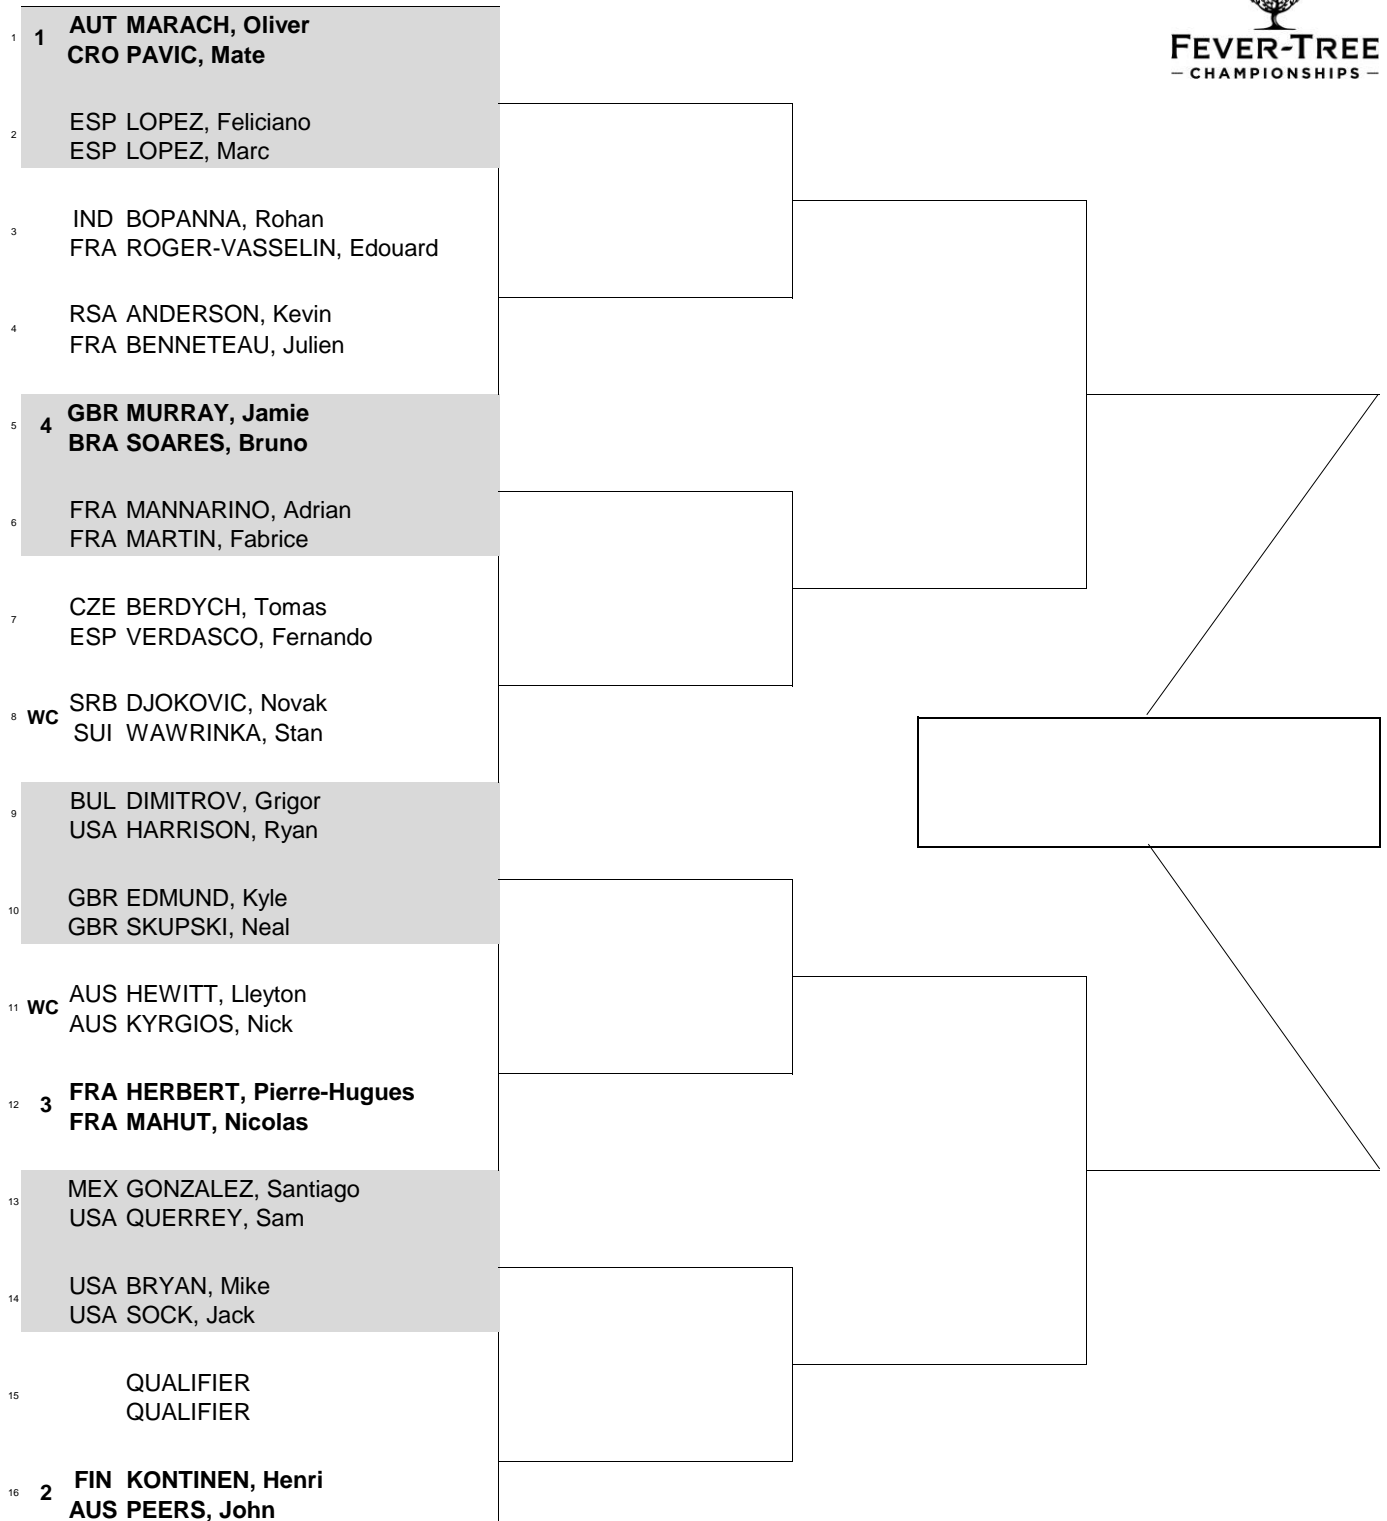 FEVER-TREE
– CHAMPIONSHIPS –
1 1 AUT MARACH, Oliver
CRO PAVIC, Mate
2 ESP LOPEZ, Feliciano
ESP LOPEZ, Marc
3 IND BOPANNA, Rohan
FRA ROGER-VASSELIN, Edouard
4 RSA ANDERSON, Kevin
FRA BENNETEAU, Julien
5 4 GBR MURRAY, Jamie
BRA SOARES, Bruno
6 FRA MANNARINO, Adrian
FRA MARTIN, Fabrice
7 CZE BERDYCH, Tomas
ESP VERDASCO, Fernando
8 WC SRB DJOKOVIC, Novak
SUI WAWRINKA, Stan
9 BUL DIMITROV, Grigor
USA HARRISON, Ryan
10 GBR EDMUND, Kyle
GBR SKUPSKI, Neal
11 WC AUS HEWITT, Lleyton
AUS KYRGIOS, Nick
12 3 FRA HERBERT, Pierre-Hugues
FRA MAHUT, Nicolas
13 MEX GONZALEZ, Santiago
USA QUERREY, Sam
14 USA BRYAN, Mike
USA SOCK, Jack
15 QUALIFIER
QUALIFIER
16 2 FIN KONTINEN, Henri
AUS PEERS, John